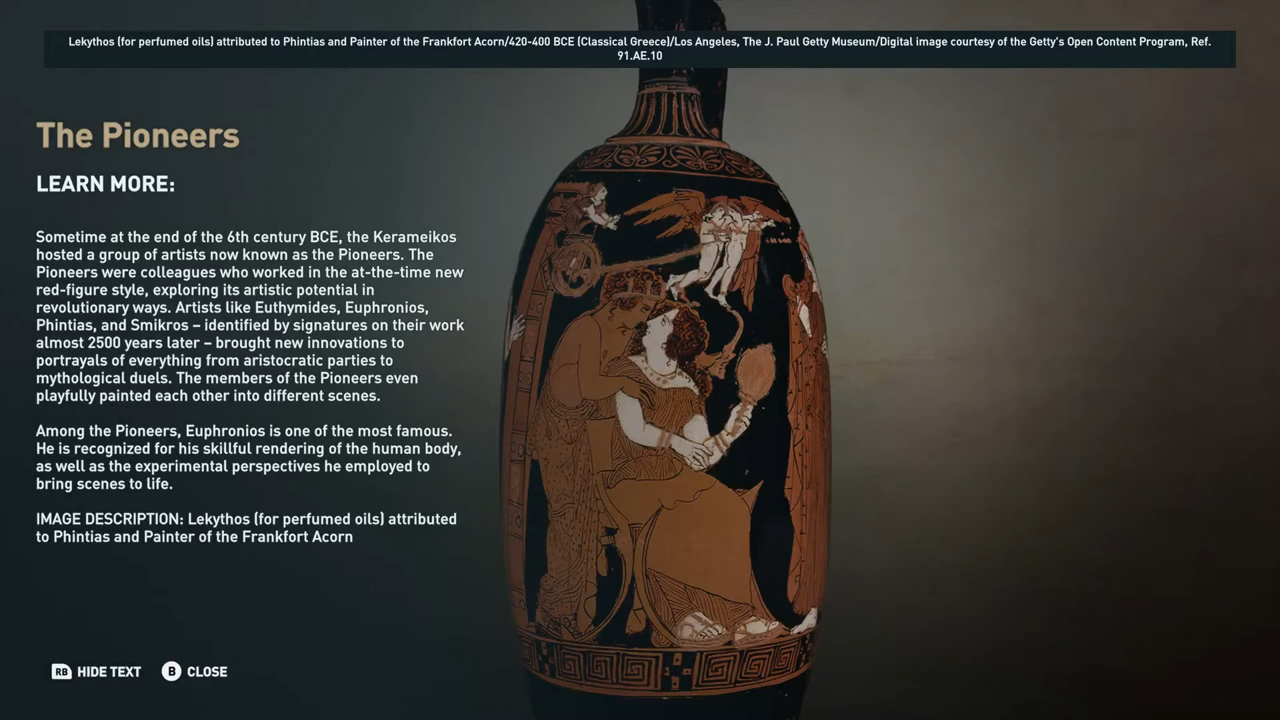 Lekythos (for perfumed oils) attributed to Phintias and Painter of the Frankfort Acorn/420-400 BCE (Classical Greece)/Los Angeles, The J. Paul Getty Museum/Digital image courtesy of the Getty's Open Content Program, Ref.
91.AE.10
The Pioneers
LEARN MORE:
Sometime at the end of the 6th century BCE, the Kerameikos
hosted a group of artists now known as the Pioneers. The
Pioneers were colleagues who worked in the at-the-time new
red-figure style, exploring its artistic potential in
revolutionary ways. Artists like Euthymides, Euphronios,
Phintias, and Smikros – identified by signatures on their work
almost 2500 years later – brought new innovations to
portrayals of everything from aristocratic parties to
mythological duels. The members of the Pioneers even
playfully painted each other into different scenes.
Among the Pioneers, Euphronios is one of the most famous.
He is recognized for his skillful rendering of the human body,
as well as the experimental perspectives he employed to
bring scenes to life.
IMAGE DESCRIPTION: Lekythos (for perfumed oils) attributed
to Phintias and Painter of the Frankfort Acorn
RB HIDE TEXT B CLOSE